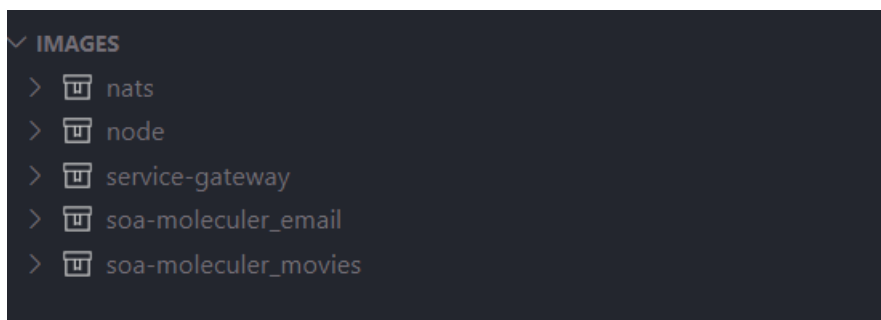 IMAGES
nats
node
service-gateway
soa-moleculer_email
soa-moleculer_movies